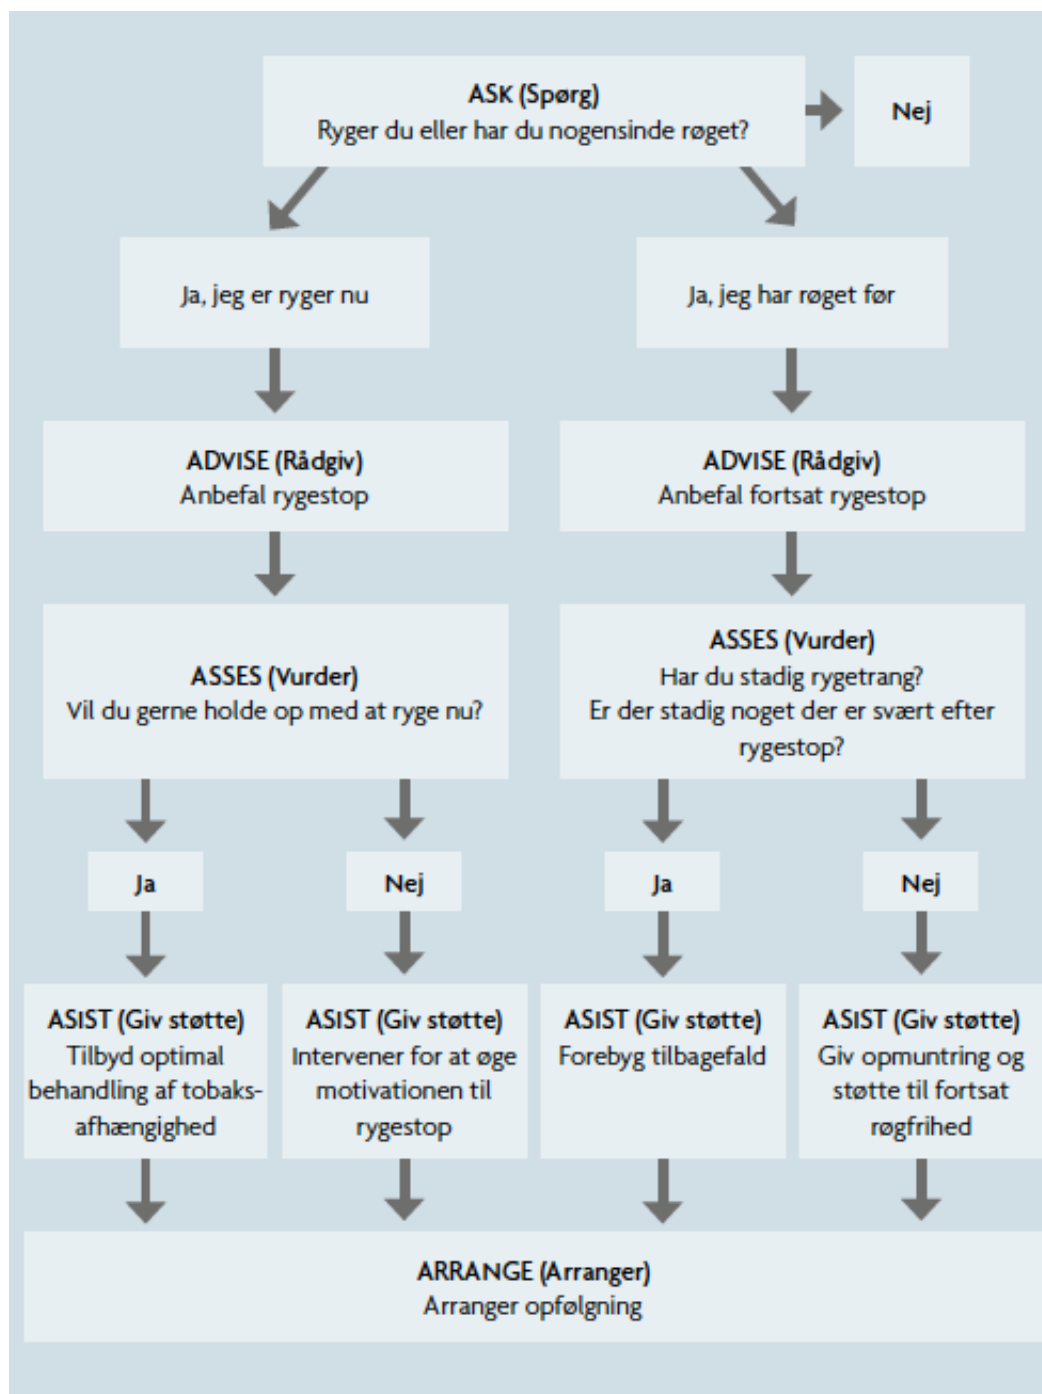 ASK (Spørg)
Ryger du eller har du nogensinde røget?
Nej
Ja, jeg er ryger nu
Ja, jeg har røget før
ADVISE (Rådgiv)
Anbefal rygestop
ADVISE (Rådgiv)
Anbefal fortsat rygestop
ASSES (Vurder)
Vil du gerne holde op med at ryge nu?
ASSES (Vurder)
Har du stadig rygetrang?
Er der stadig noget der er svært efter
rygestop?
Ja
Nej
Ja
Nej
ASIST (Giv støtte)
Tilbyd optimal
behandling af tobaks-
afhængighed
ASIST (Giv støtte)
Intervener for at øge
motivationen til
rygestop
ASIST (Giv støtte)
Forebyg tilbagefald
ASIST (Giv støtte)
Giv opmuntring og
støtte til fortsat
røgfrihed
ARRANGE (Arranger)
Arranger opfølgning